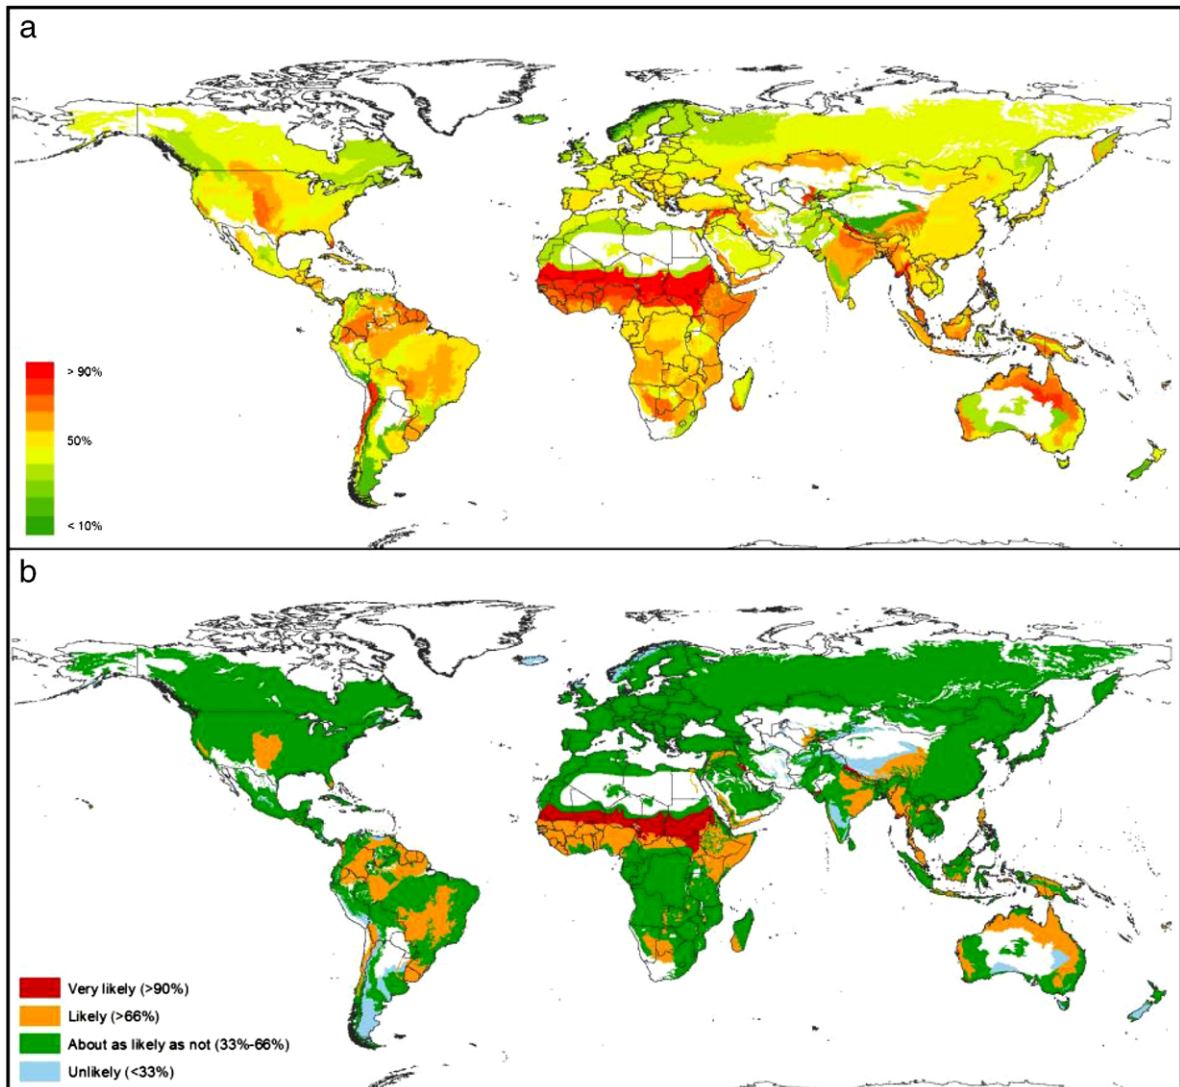 a
> 90%
50%
< 10%
b
Very likely (>90%)
Likely (>66%)
About as likely as not (33%-66%)
Unlikely (<33%)